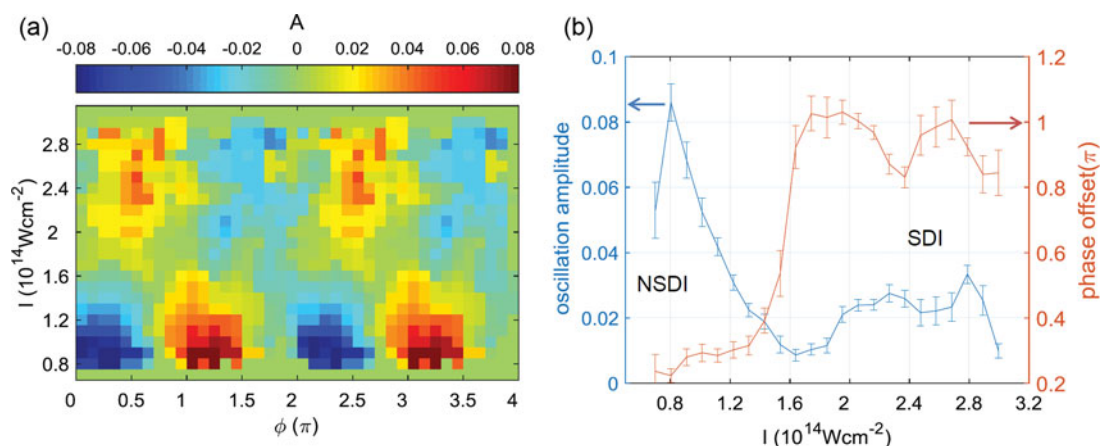 (a)
A
-0.08 -0.06 -0.04 -0.02 0 0.02 0.04 0.06 0.08
I (10¹⁴Wcm⁻²)
2.8
2.4
2
1.6
1.2
0.8
0 0.5 1 1.5 2 2.5 3 3.5 4
ϕ (π)
(b)
oscillation amplitude
0.1
0.08
0.06
0.04
0.02
0
NSDI
SDI
1.2
1
0.8
0.6
0.4
0.2
phase offset(π)
0.8 1.2 1.6 2 2.4 2.8 3.2
I (10¹⁴Wcm⁻²)